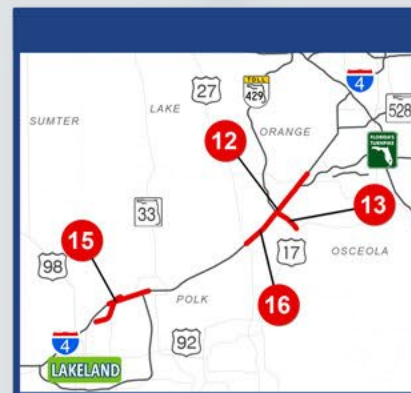 27
TOLL
429
4
528
LAKE
SUMTER
ORANGE
FLORIDA'S
TURNPIKE
12
33
13
15
17
OSCEOLA
98
16
POLK
92
4
LAKELAND